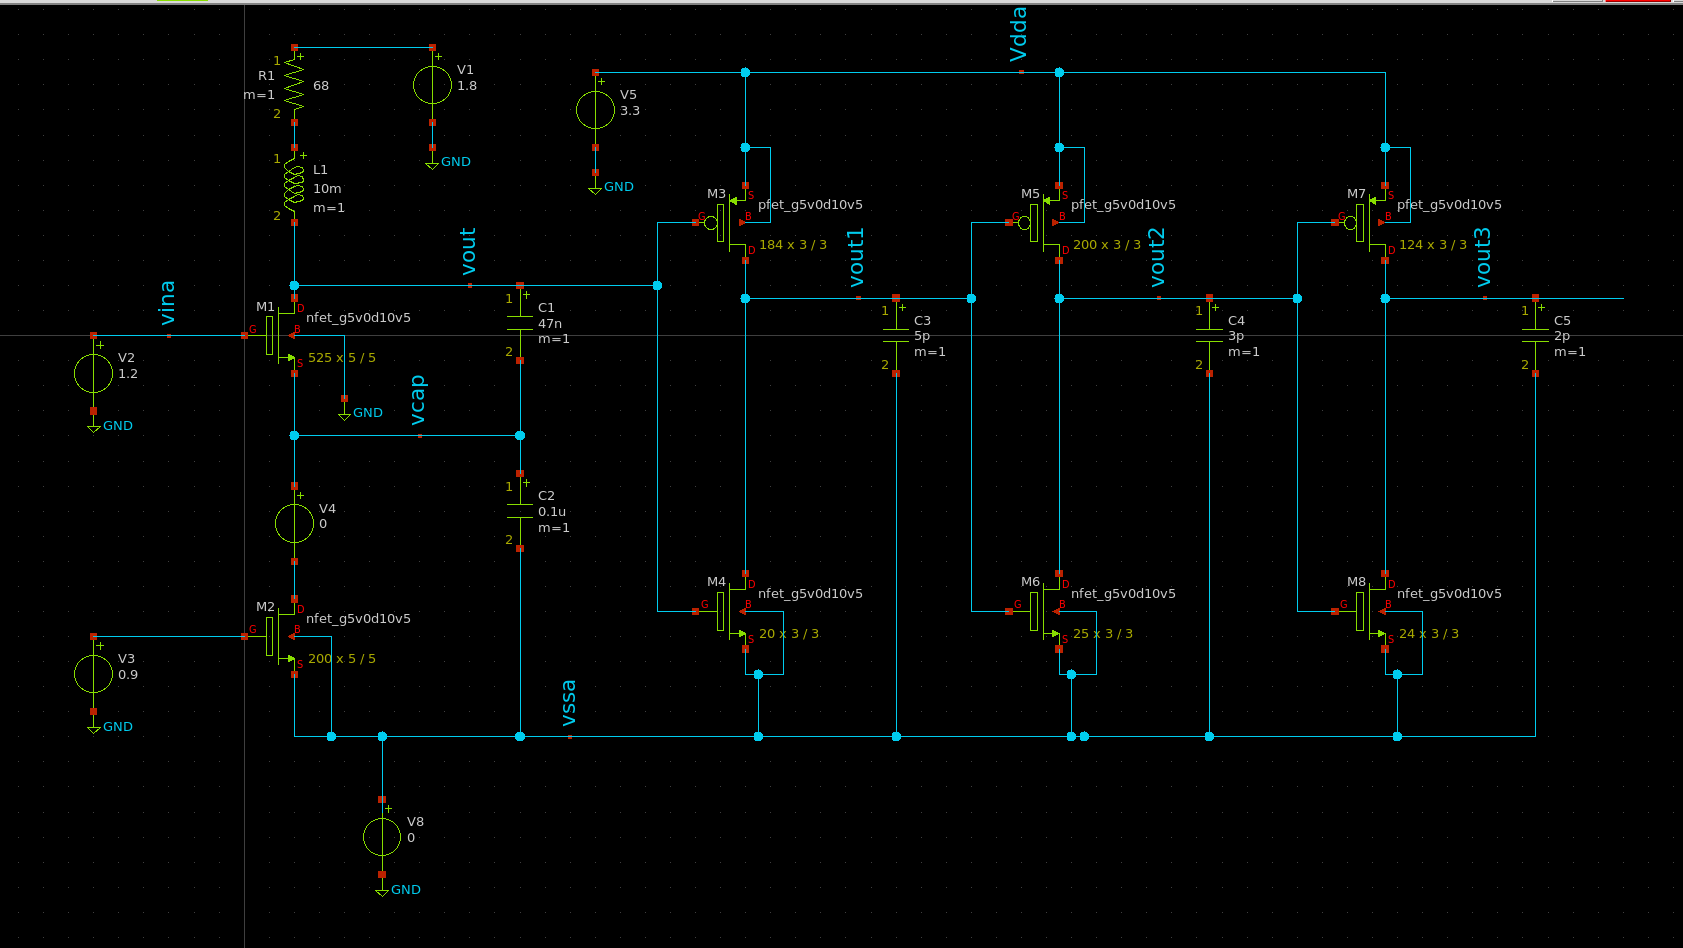 Vdda
1
R1
68
m=1
2
V1
1.8
GND
V5
3.3
GND
1
L1
10m
m=1
2
M3
S
pfet_g5v0d10v5
G
B
184 x 3 / 3
D
M5
S
pfet_g5v0d10v5
G
B
200 x 3 / 3
D
M7
S
pfet_g5v0d10v5
G
B
124 x 3 / 3
D
vina
vout
vout1
vout2
vout3
M1
D
nfet_g5v0d10v5
G
B
525 x 5 / 5
S
GND
V2
1.2
GND
1
C1
47n
m=1
2
1
C3
5p
m=1
2
1
C4
3p
m=1
2
1
C5
2p
m=1
2
vcap
V4
0
1
C2
0.1u
m=1
2
M2
D
nfet_g5v0d10v5
G
B
200 x 5 / 5
S
V3
0.9
GND
M4
D
nfet_g5v0d10v5
G
B
20 x 3 / 3
S
M6
D
nfet_g5v0d10v5
G
B
25 x 3 / 3
S
M8
D
nfet_g5v0d10v5
G
B
24 x 3 / 3
S
vssa
V8
0
GND